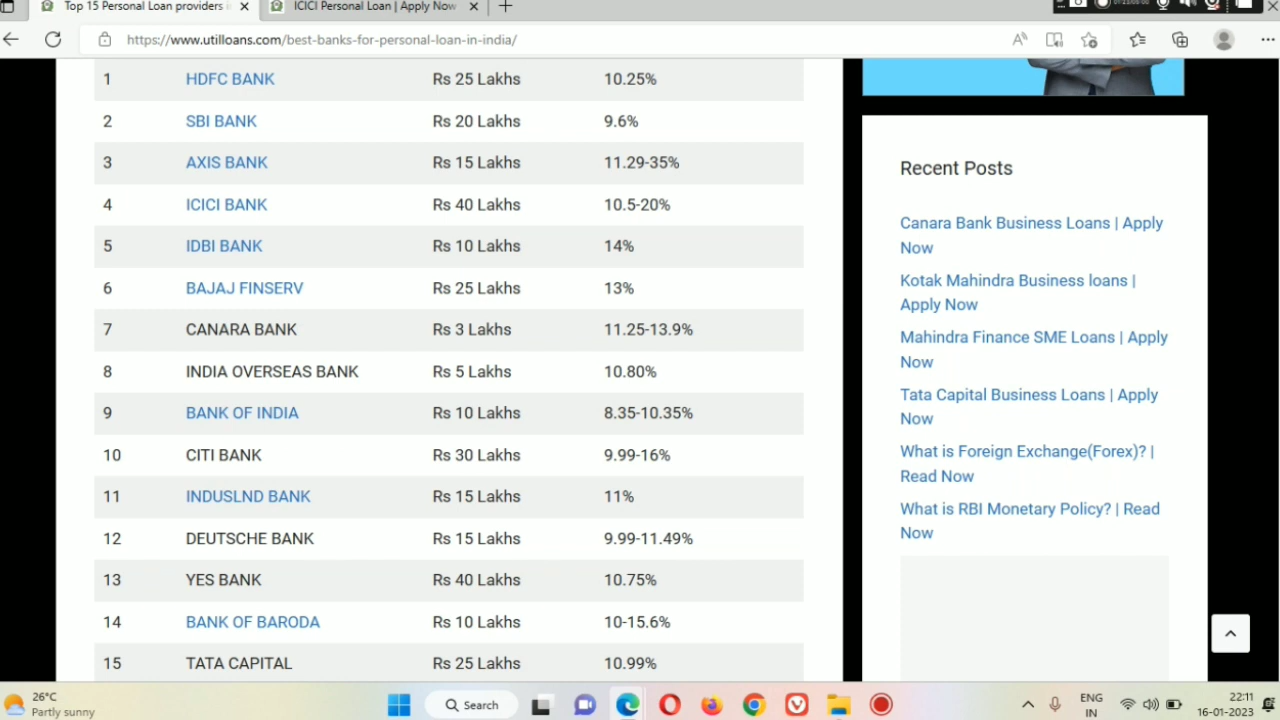 Top 15 Personal Loan providers i
ICICI Personal Loan | Apply Now
https://www.utilloans.com/best-banks-for-personal-loan-in-india/
1 HDFC BANK Rs 25 Lakhs 10.25%
2 SBI BANK Rs 20 Lakhs 9.6%
3 AXIS BANK Rs 15 Lakhs 11.29-35%
4 ICICI BANK Rs 40 Lakhs 10.5-20%
5 IDBI BANK Rs 10 Lakhs 14%
6 BAJAJ FINSERV Rs 25 Lakhs 13%
7 CANARA BANK Rs 3 Lakhs 11.25-13.9%
8 INDIA OVERSEAS BANK Rs 5 Lakhs 10.80%
9 BANK OF INDIA Rs 10 Lakhs 8.35-10.35%
10 CITI BANK Rs 30 Lakhs 9.99-16%
11 INDUSLND BANK Rs 15 Lakhs 11%
12 DEUTSCHE BANK Rs 15 Lakhs 9.99-11.49%
13 YES BANK Rs 40 Lakhs 10.75%
14 BANK OF BARODA Rs 10 Lakhs 10-15.6%
15 TATA CAPITAL Rs 25 Lakhs 10.99%
Recent Posts
Canara Bank Business Loans | Apply
Now
Kotak Mahindra Business loans |
Apply Now
Mahindra Finance SME Loans | Apply
Now
Tata Capital Business Loans | Apply
Now
What is Foreign Exchange(Forex)? |
Read Now
What is RBI Monetary Policy? | Read
Now
26°C
Partly sunny
Search
ENG
IN
22:11
16-01-2023